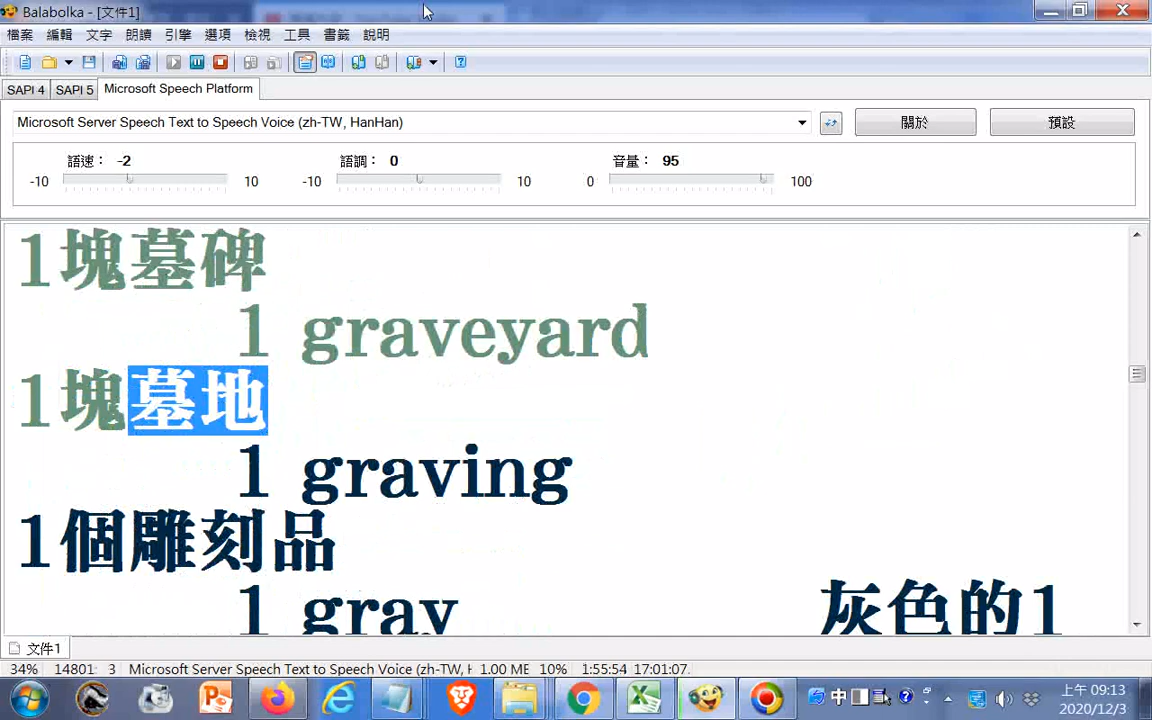 Balabolka - [文件1]
檔案 編輯 文字 朗讀 引擎 選項 檢視 工具 書籤 說明
SAPI 4 SAPI 5 Microsoft Speech Platform
Microsoft Server Speech Text to Speech Voice (zh-TW, HanHan) 關於 預設
語速： -2 語調： 0 音量： 95
-10 10 -10 10 0 100
1塊墓碑
1 graveyard
1塊墓地
1 graving
1個雕刻品
1 gray 灰色的1
文件1
34% 14801 3 Microsoft Server Speech Text to Speech Voice (zh-TW, 1.00 ME 10% 1:55:54 17:01:07.
中 上午 09:13
2020/12/3